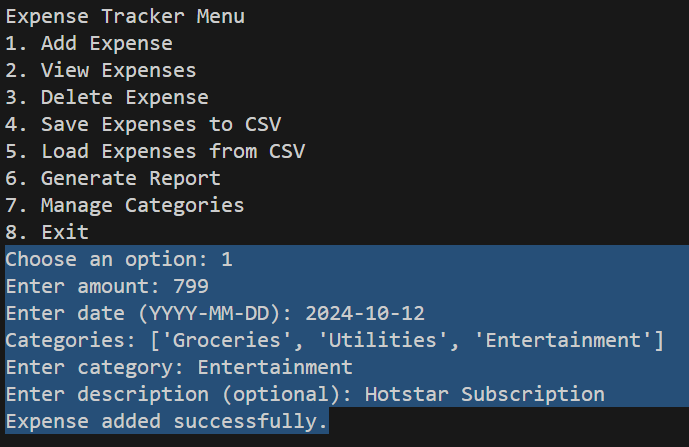 Expense Tracker Menu
1. Add Expense
2. View Expenses
3. Delete Expense
4. Save Expenses to CSV
5. Load Expenses from CSV
6. Generate Report
7. Manage Categories
8. Exit
Choose an option: 1
Enter amount: 799
Enter date (YYYY-MM-DD): 2024-10-12
Categories: ['Groceries', 'Utilities', 'Entertainment']
Enter category: Entertainment
Enter description (optional): Hotstar Subscription
Expense added successfully.